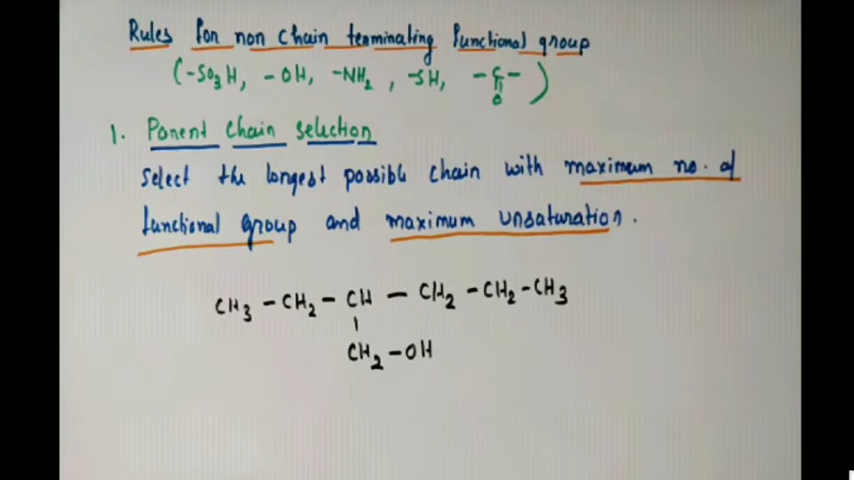 Rules for non chain terminating functional group
(-SO3H, -OH, -NH2, -SH, -C-)
O
1. Parent chain selection
select the longest possible chain with maximum no. of
functional group and maximum unsaturation.
CH3 - CH2 - CH - CH2 - CH2 - CH3
CH2 - OH